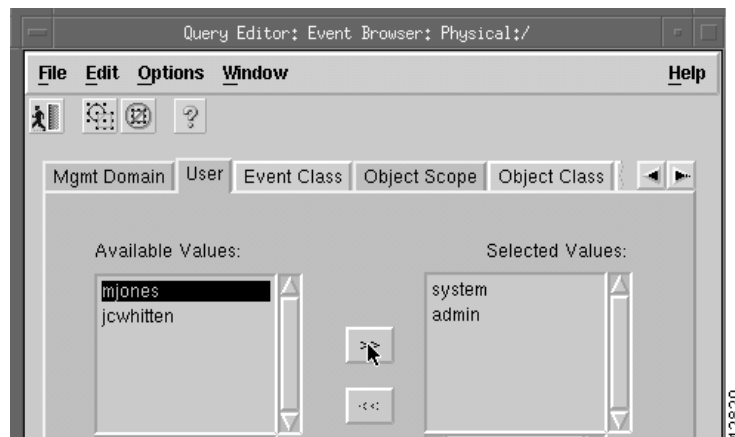 Query Editor: Event Browser: Physical:/
File Edit Options Window Help
?
Mgmt Domain User Event Class Object Scope Object Class
Available Values: Selected Values:
mjones system
jcwhitten admin
>>
<<
12829